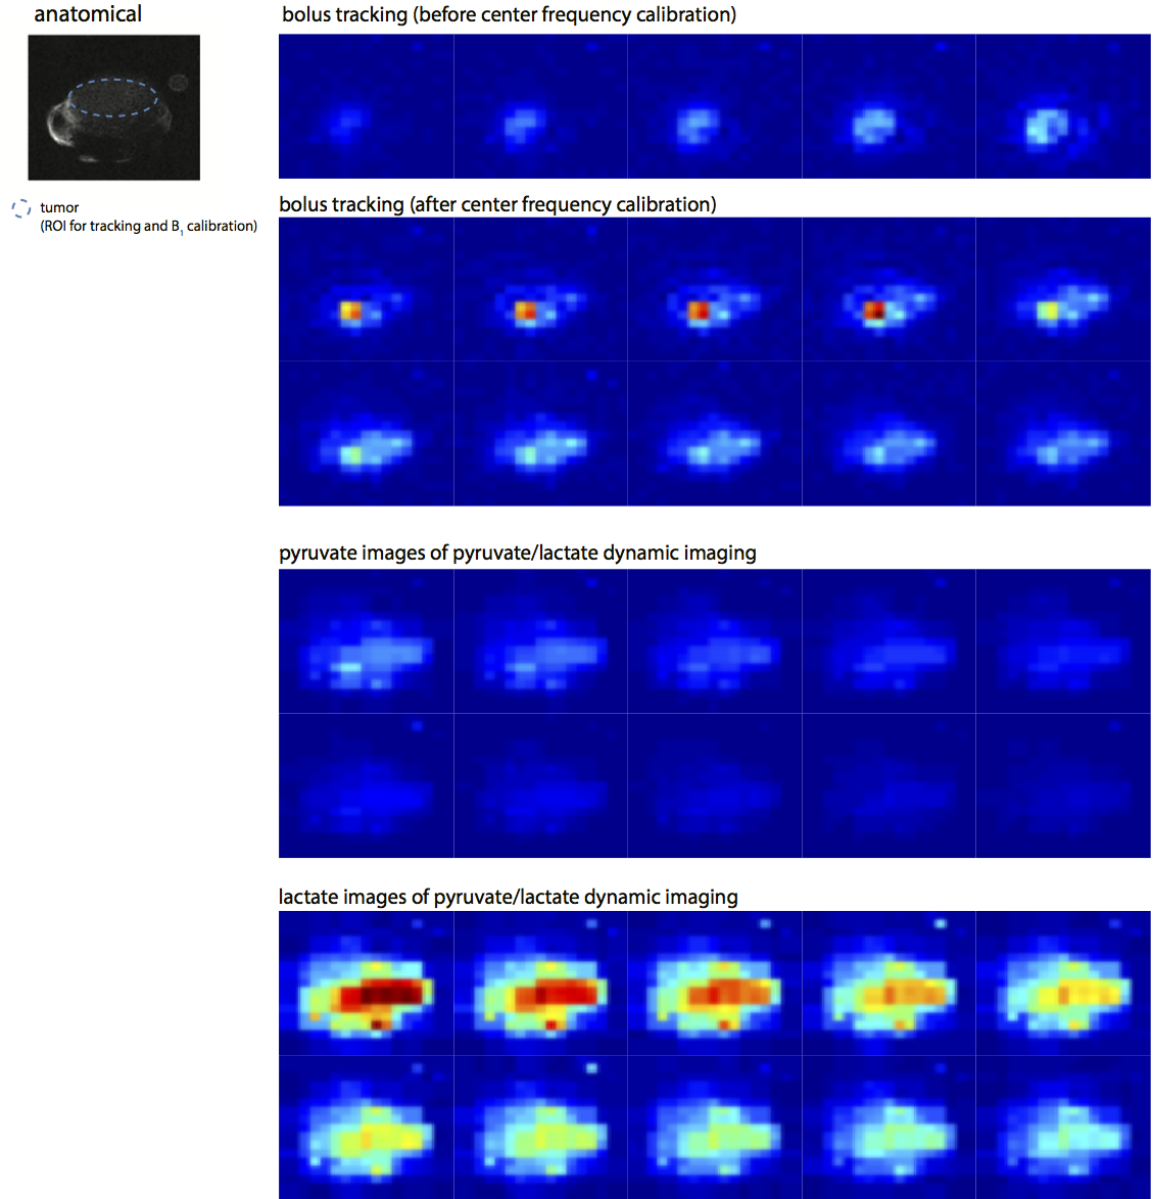 anatomical
bolus tracking (before center frequency calibration)
tumor
(ROI for tracking and B₁ calibration)
bolus tracking (after center frequency calibration)
pyruvate images of pyruvate/lactate dynamic imaging
lactate images of pyruvate/lactate dynamic imaging